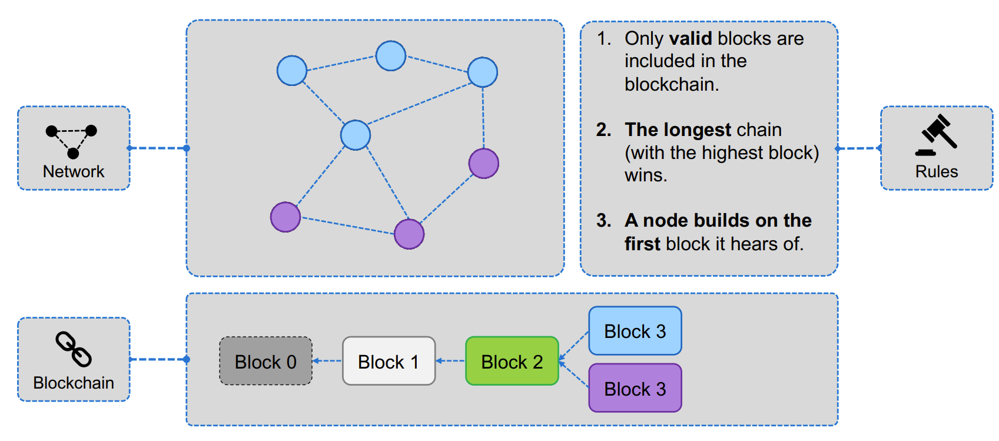 Network
1. Only valid blocks are
included in the
blockchain.
2. The longest chain
(with the highest block)
wins.
3. A node builds on the
first block it hears of.
Rules
Blockchain
Block 0
Block 1
Block 2
Block 3
Block 3